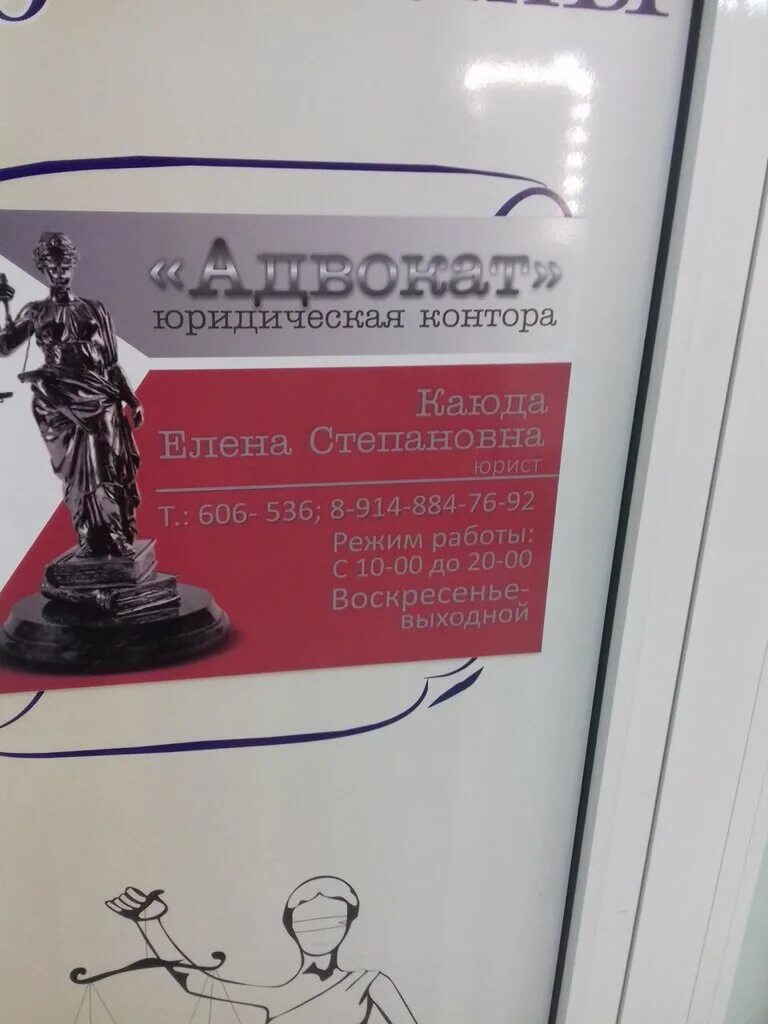 «Адвокат»
юридическая контора
Каюда
Елена Степановна
юрист
Т.: 606- 536; 8-914-884-76-92
Режим работы:
С 10-00 до 20-00
Воскресенье-
выходной